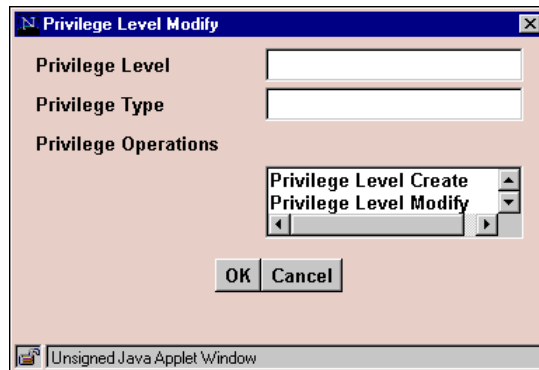 Privilege Level Modify
Privilege Level
Privilege Type
Privilege Operations
Privilege Level Create
Privilege Level Modify
OK Cancel
Unsigned Java Applet Window